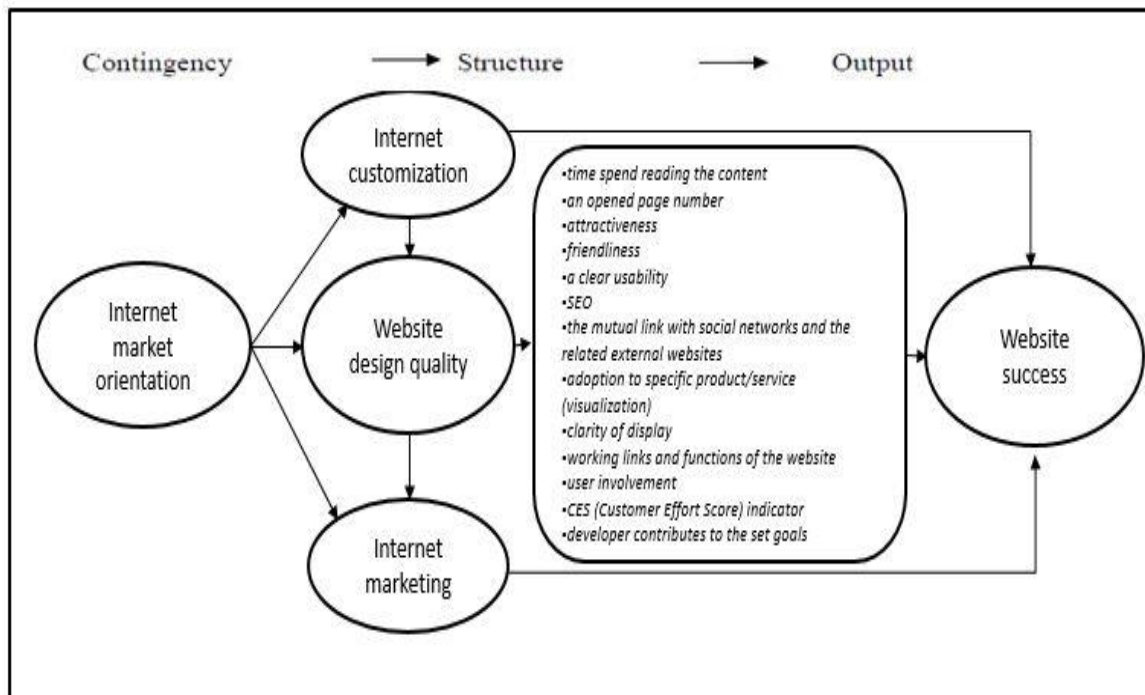 Contingency
Structure
Output
Internet
customization
Internet
market
orientation
Website
design quality
Internet
marketing
•time spend reading the content
•an opened page number
•attractiveness
•friendliness
•a clear usability
•SEO
•the mutual link with social networks and the
related external websites
•adoption to specific product/service
(visualization)
•clarity of display
•working links and functions of the website
•user involvement
•CES (Customer Effort Score) indicator
•developer contributes to the set goals
Website
success